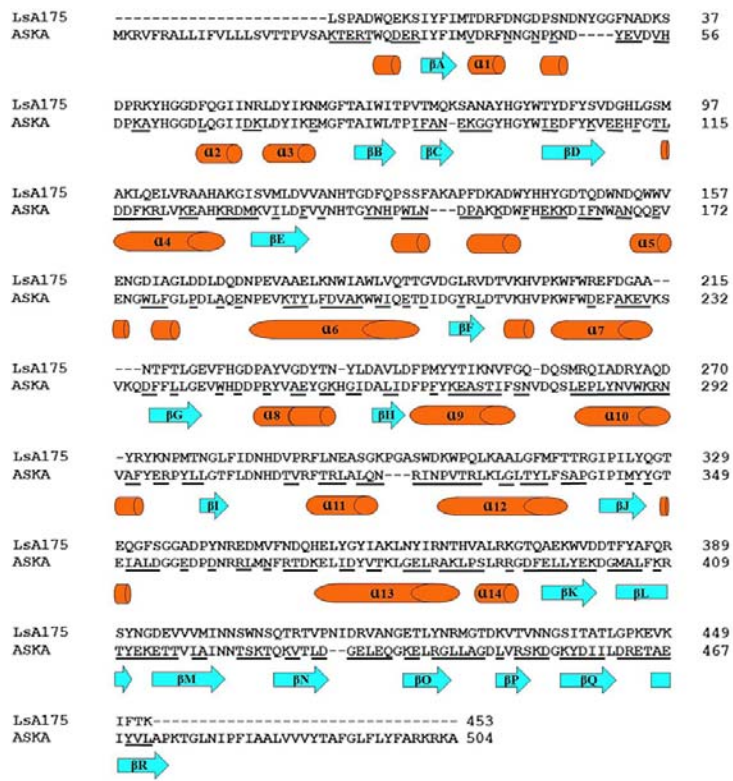 LsA175 -----------------------LSPADWQEKSIYFIMTDRFDNGDPSNDNYGGFNADKS 37
ASKA MKRVFRALLIFVLLLSVTTPVSAKTERTWQDERIYFIMVDRFNNGNPKND----YEVDVH 56
βA α1
LsA175 DPRKYHGGDFQGIINRLDYIKNMGFTAIWITPVTMQKSANAYHGYWTYDFYSVDGHLGSM 97
ASKA DPKAYHGGDLQGIIDKLDYIKEMGFTAIWLTPIFAN-EKGGYHGYWIEDFYKVEEHFGTL 115
α2 α3 βB βC βD
LsA175 AKLQELVRAAHAKGISVMLDVVANHTGDFQPSSFAKAPFDKADWYHHYGDTQDWNDQWWV 157
ASKA DDFKRLVKEAHKRDMKVILDFVVNHTGYNHPWLN---DPAKKDWFHEKKDIFNWANQQEV 172
α4 βE α5
LsA175 ENGDIAGLDDLDQDNPEVAAELKNWIAWLVQTTGVDGLRVDTVKHVPKWFWREFDGAA-- 215
ASKA ENGWLFGLPDLAQENPEVKTYLFDVAKWWIQETDIDGYRLDTVKHVPKWFWDEFAKEVKS 232
α6 βF α7
LsA175 ---NTFTLGEVFHGDPAYVGDYTN-YLDAVLDFPMYYTIKNVFGQ-DQSMRQIADRYAQD 270
ASKA VKQDFFLLGEVWHDDPRYVAEYGKHGIDALIDFPFYKEASTIFSNVDQSLEPLYNVWKRN 292
βG α8 βH α9 α10
LsA175 -YRYKNPMTNGLFIDNHDVPRFLNEASGKPGASWDKWPQLKAALGFMFTTRGIPILYQGT 329
ASKA VAFYERPYLLGTFLDNHDTVRFTRLALQN---RINPVTRLKLGLTYLFSAPGIPIMYYGT 349
βI α11 α12 βJ
LsA175 EQGFSGGADPYNREDMVFNDQHELYGYIAKLNYIRNTHVALRKGTQAEKWVDDTFYAFQR 389
ASKA EIALDGGEDPDNRRLMNFRTDKELIDYVTKLGELRAKLPSLRRGDFELLYEKDGMALFKR 409
α13 α14 βK βL
LsA175 SYNGDEVVVMINNSWNSQTRTVPNIDRVANGETLYNRMGTDKVTVNNGSITATLGPKEVK 449
ASKA TYEKETTVIAINNTSKTQKVTLD--GELEQGKELRGLLAGDLVRSKDGKYDIILDRETAE 467
βM βN βO βP βQ
LsA175 IFTK--------------------------------- 453
ASKA IYVLAPKTGLNIPFIAALVVVYTAFGLFLYFARKRKA 504
βR